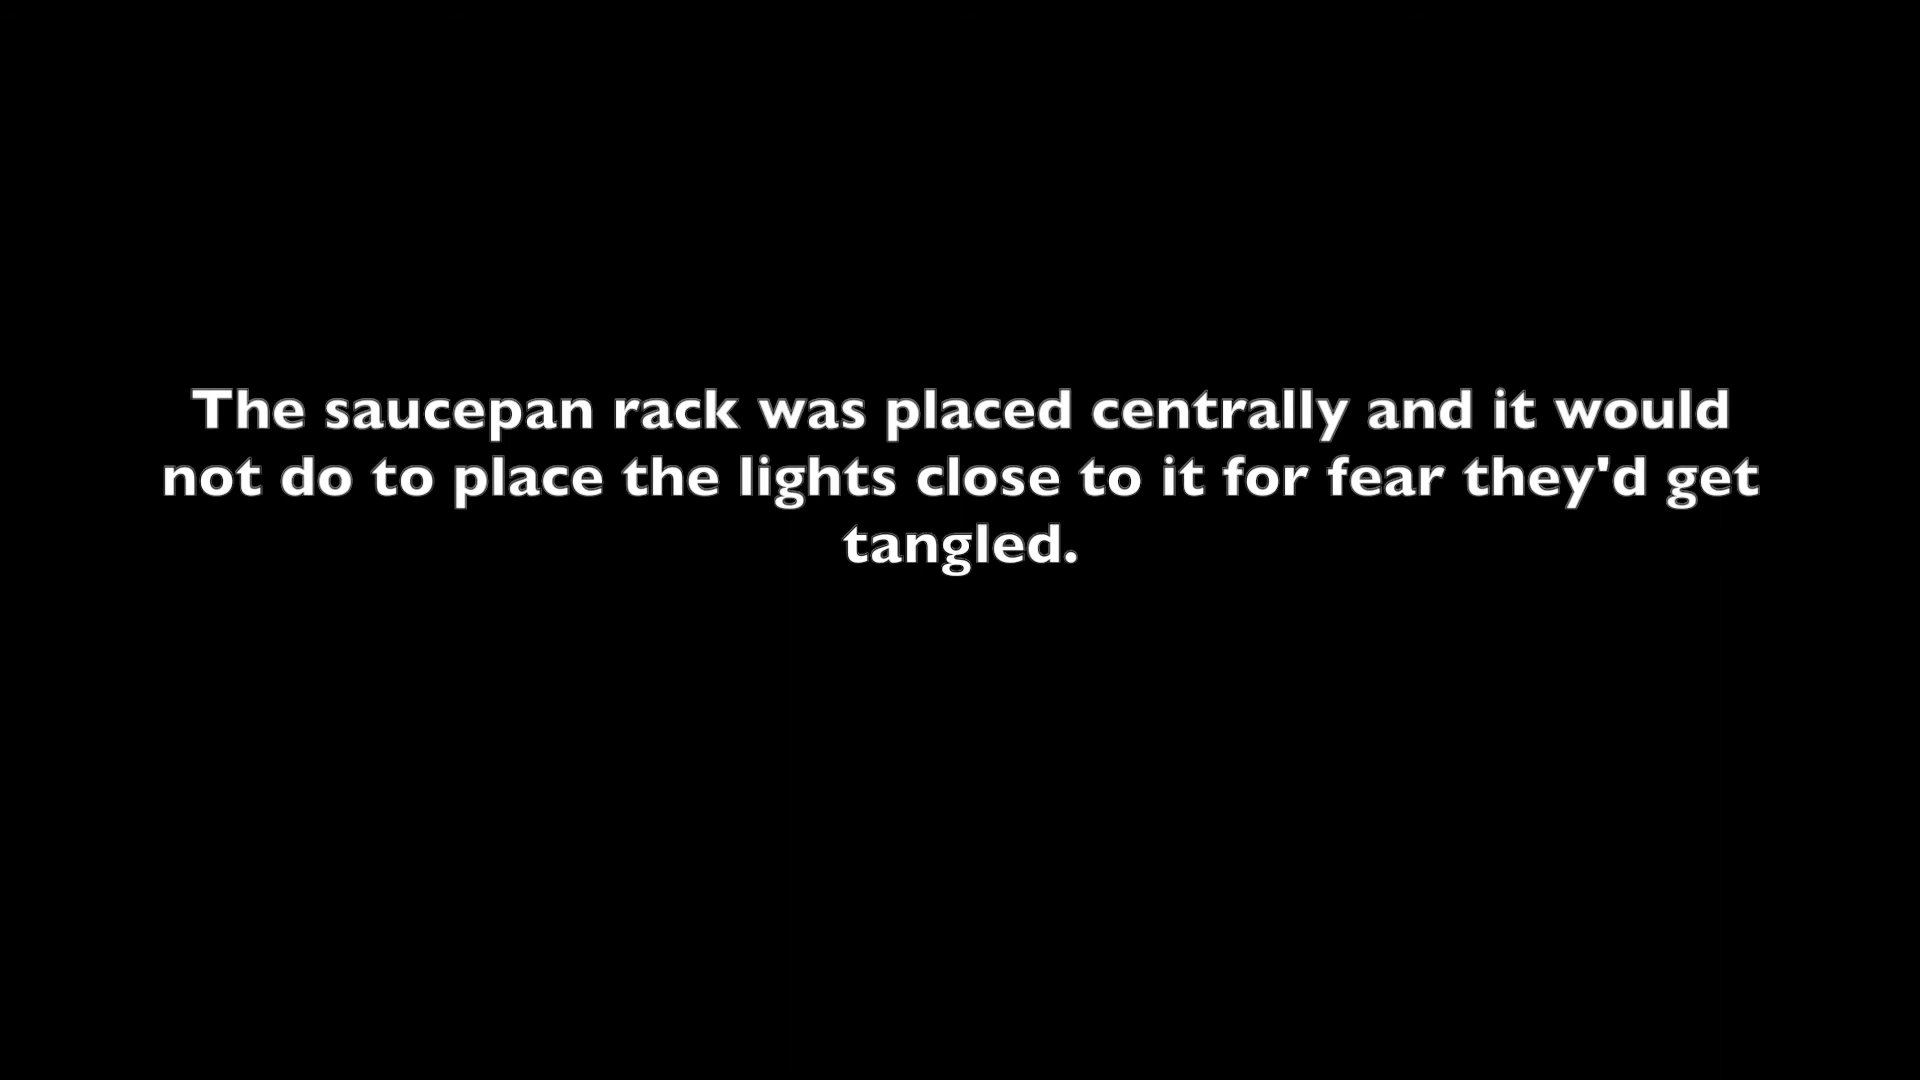 The saucepan rack was placed centrally and it would
not do to place the lights close to it for fear they'd get
tangled.